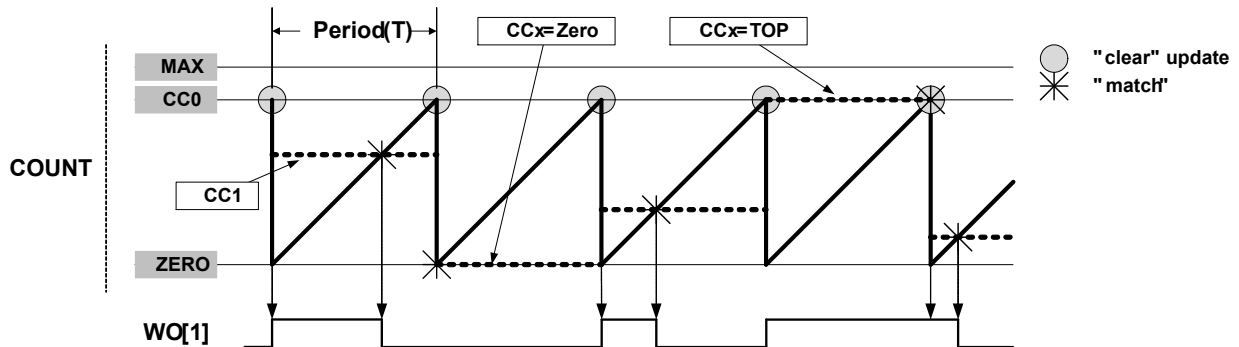 Period(T)
CCx=Zero
CCx=TOP
"clear" update
"match"
MAX
CC0
COUNT
CC1
ZERO
WO[1]